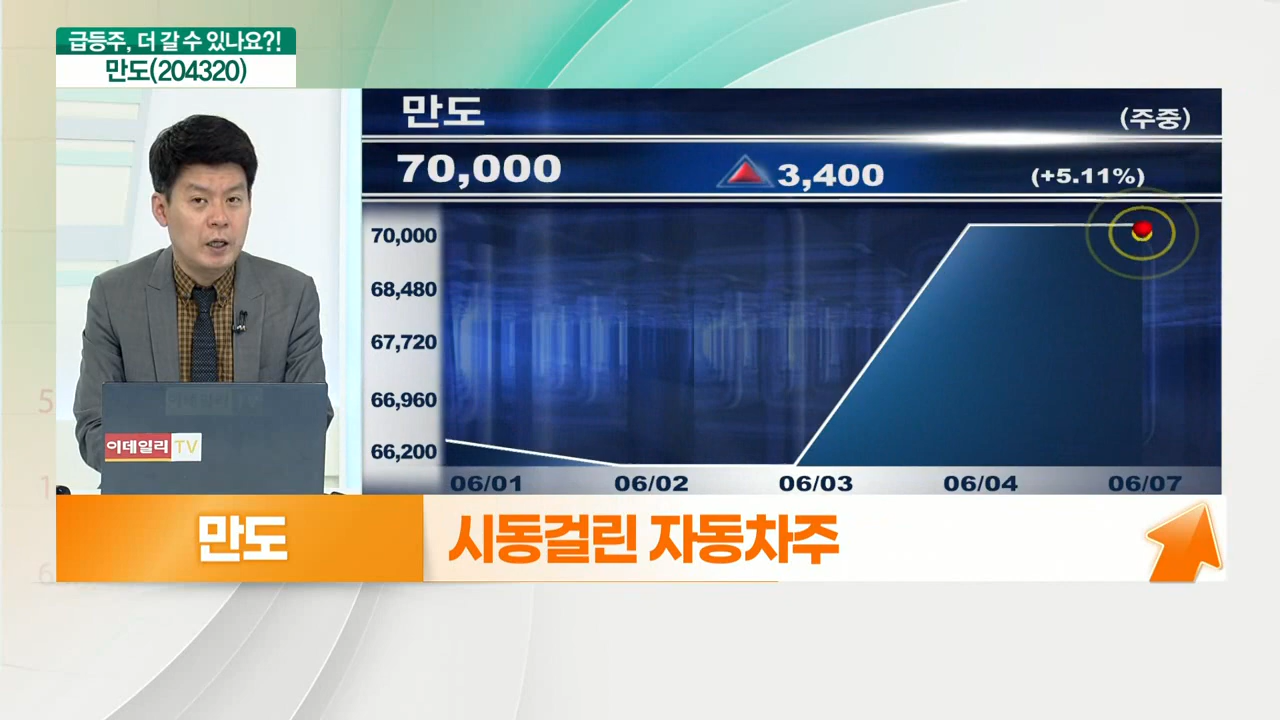 급등주, 더 갈 수 있나요?!
만도(204320)
만도
(주중)
70,000
3,400
(+5.11%)
70,000
68,480
67,720
66,960
66,200
06/01
06/02
06/03
06/04
06/07
이데일리TV
만도
시동걸린 자동차주
5
1
6